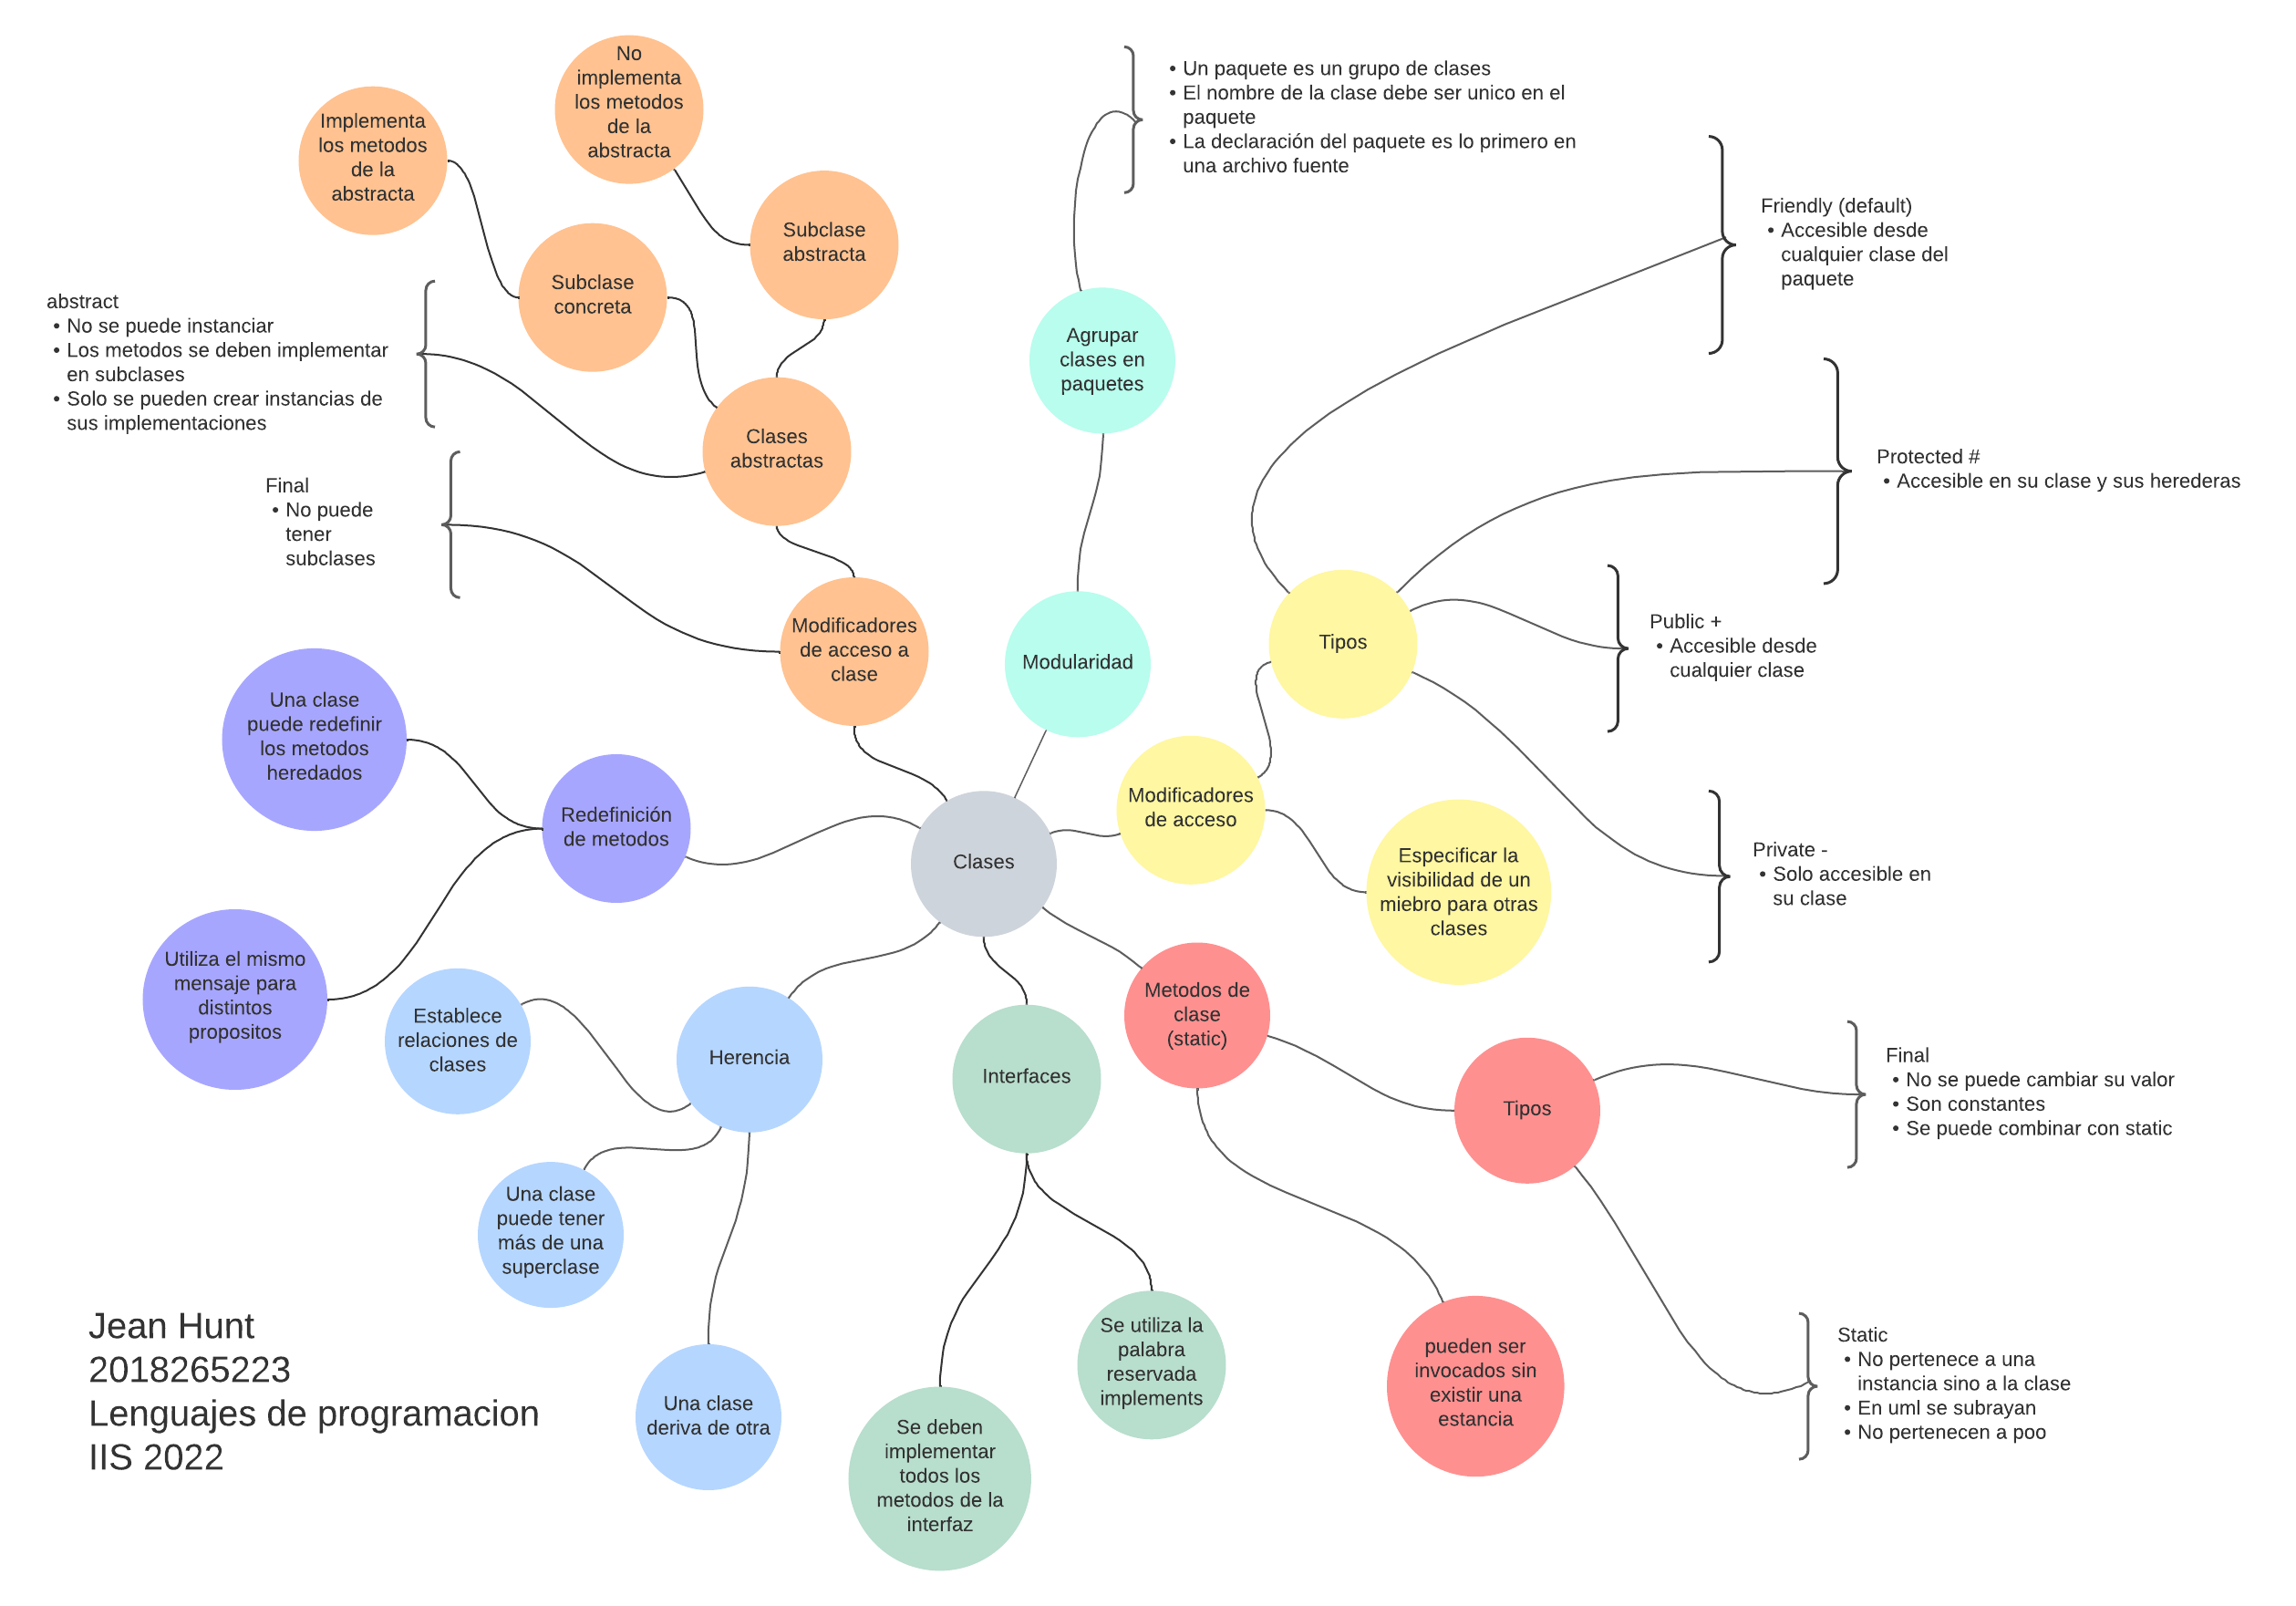 No
implementa
los metodos
de la
abstracta
Implementa
los metodos
de la
abstracta
Subclase
abstracta
Subclase
concreta
abstract
• No se puede instanciar
• Los metodos se deben implementar
en subclases
• Solo se pueden crear instancias de
sus implementaciones
Clases
abstractas
Final
• No puede
tener
subclases
Modificadores
de acceso a
clase
• Un paquete es un grupo de clases
• El nombre de la clase debe ser unico en el
paquete
• La declaración del paquete es lo primero en
una archivo fuente
Agrupar
clases en
paquetes
Modularidad
Friendly (default)
• Accesible desde
cualquier clase del
paquete
Protected #
• Accesible en su clase y sus herederas
Public +
• Accesible desde
cualquier clase
Private -
• Solo accesible en
su clase
Tipos
Modificadores
de acceso
Especificar la
visibilidad de un
miebro para otras
clases
Clases
Una clase
puede redefinir
los metodos
heredados
Redefinición
de metodos
Utiliza el mismo
mensaje para
distintos
propositos
Establece
relaciones de
clases
Herencia
Una clase
puede tener
más de una
superclase
Una clase
deriva de otra
Interfaces
Se utiliza la
palabra
reservada
implements
Se deben
implementar
todos los
metodos de la
interfaz
Metodos de
clase
(static)
Tipos
Final
• No se puede cambiar su valor
• Son constantes
• Se puede combinar con static
pueden ser
invocados sin
existir una
estancia
Static
• No pertenece a una
instancia sino a la clase
• En uml se subrayan
• No pertenecen a poo
Jean Hunt
2018265223
Lenguajes de programacion
IIS 2022